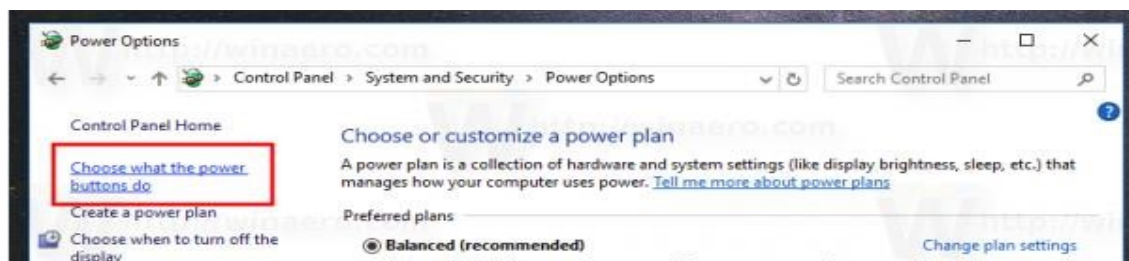 Power Options
http://winaero.com
Control Panel > System and Security > Power Options
Search Control Panel
Control Panel Home
Choose what the power
buttons do
Create a power plan
Choose when to turn off the
display
Choose or customize a power plan
A power plan is a collection of hardware and system settings (like display brightness, sleep, etc.) that
manages how your computer uses power. Tell me more about power plans
Preferred plans
Balanced (recommended)
Change plan settings